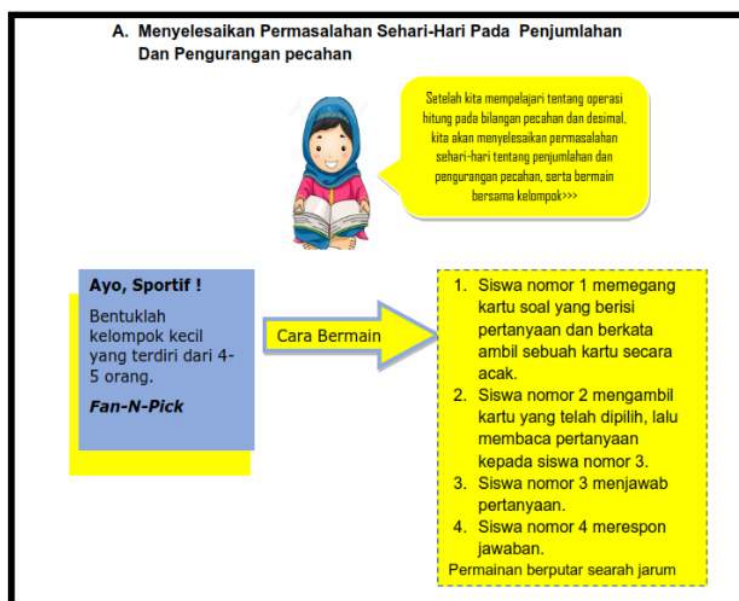 A. Menyelesaikan Permasalahan Sehari-Hari Pada Penjumlahan
Dan Pengurangan pecahan
Setelah kita mempelajari tentang operasi
hitung pada bilangan pecahan dan desimal,
kita akan menyelesaikan permasalahan
sehari-hari tentang penjumlahan dan
pengurangan pecahan, serta bermain
bersama kelompok>>>
Ayo, Sportif !
Bentuklah
kelompok kecil
yang terdiri dari 4-
5 orang.
Fan-N-Pick
Cara Bermain
1. Siswa nomor 1 memegang
kartu soal yang berisi
pertanyaan dan berkata
ambil sebuah kartu secara
acak.
2. Siswa nomor 2 mengambil
kartu yang telah dipilih, lalu
membaca pertanyaan
kepada siswa nomor 3.
3. Siswa nomor 3 menjawab
pertanyaan.
4. Siswa nomor 4 merespon
jawaban.
Permainan berputar searah jarum